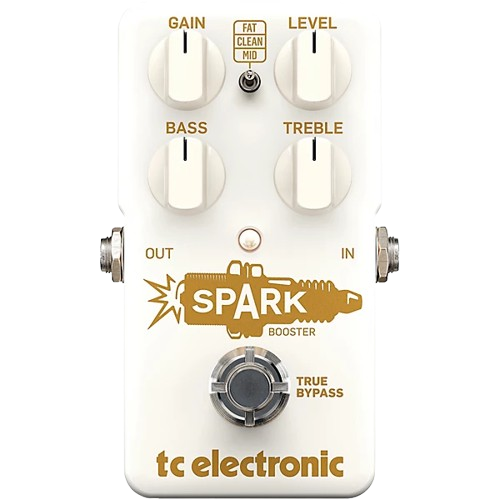 GAIN
LEVEL
FAT
CLEAN
MID
BASS
TREBLE
OUT
IN
SPARK
BOOSTER
TRUE
BYPASS
tc electronic